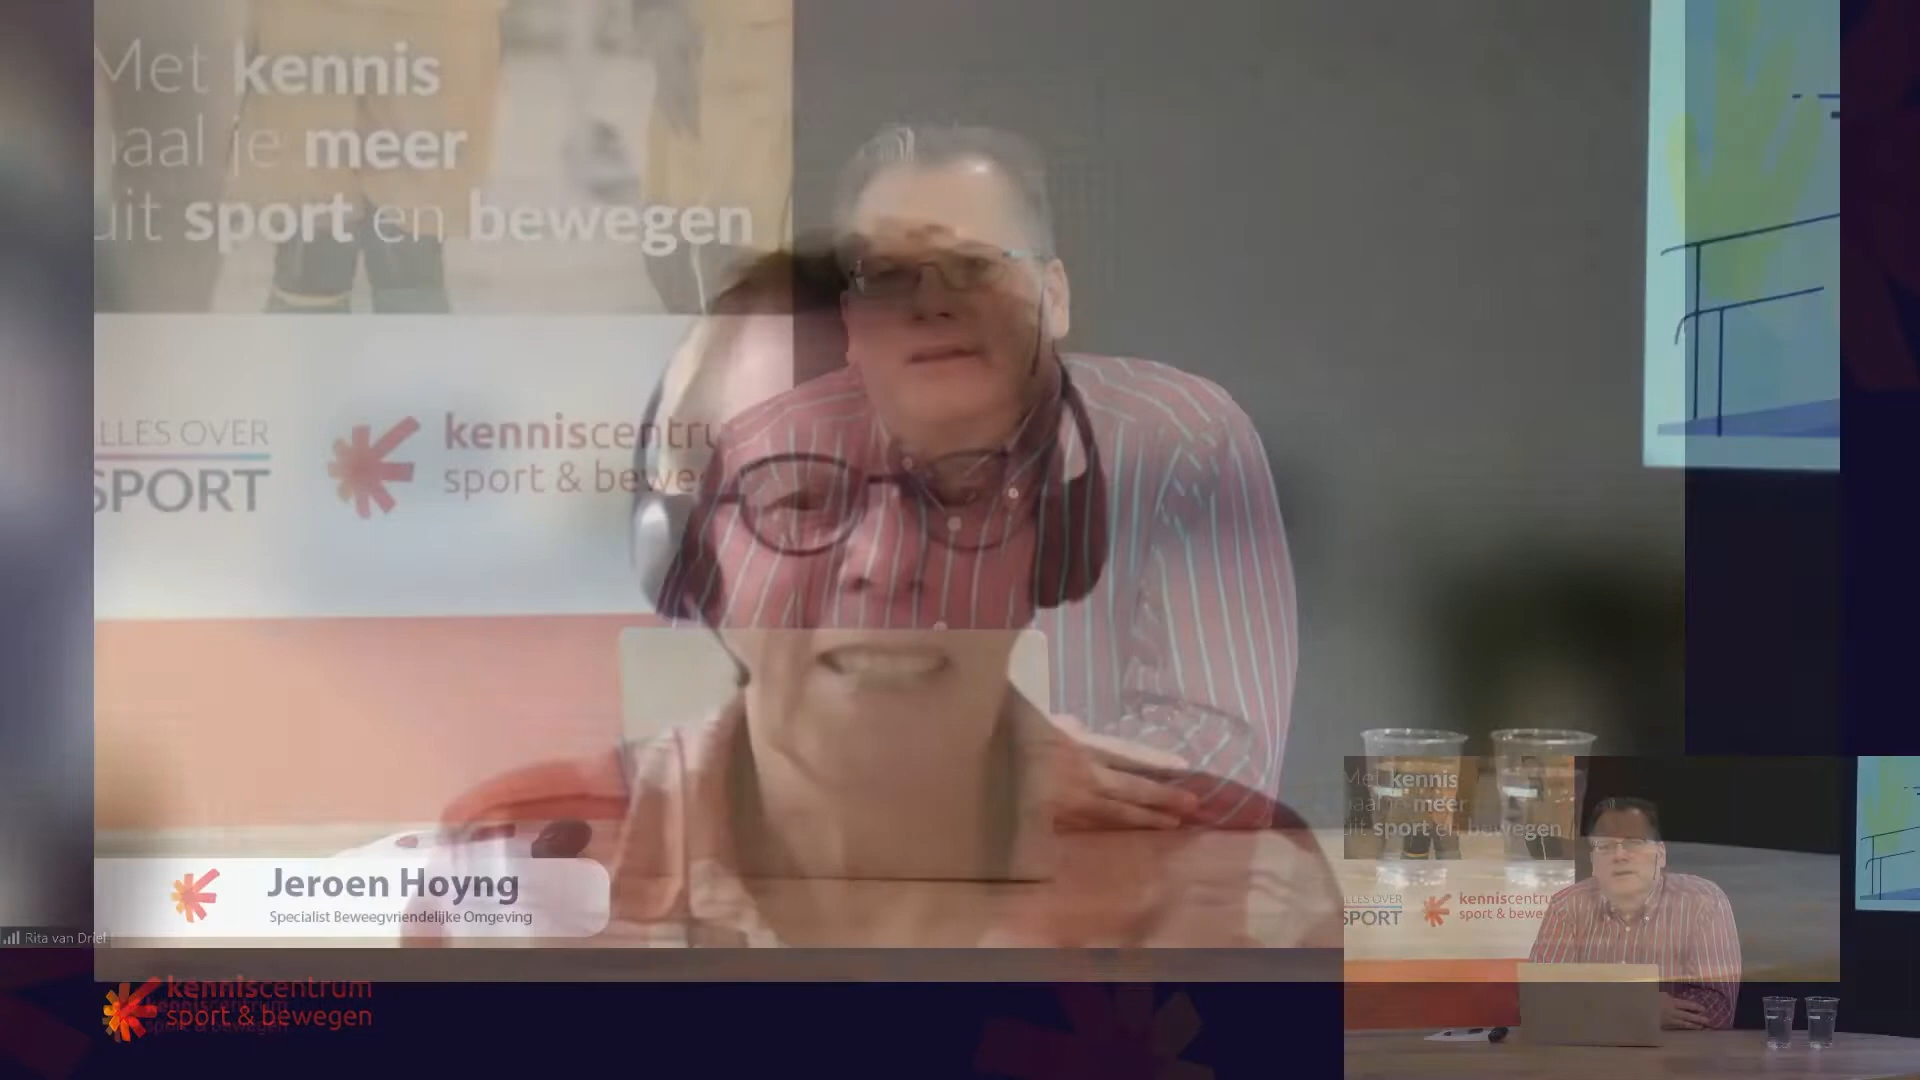 Met kennis
haal je meer
uit sport en bewegen
LLES OVER
SPORT
kenniscentru
sport & bewe
Jeroen Hoyng
Specialist Beweegvriendelijke Omgeving
Rita van Driel
kenniscentrum
sport & bewegen
Met kennis
haal je meer
uit sport en bewegen
LLES OVER
SPORT
kenniscentru
sport & bewe